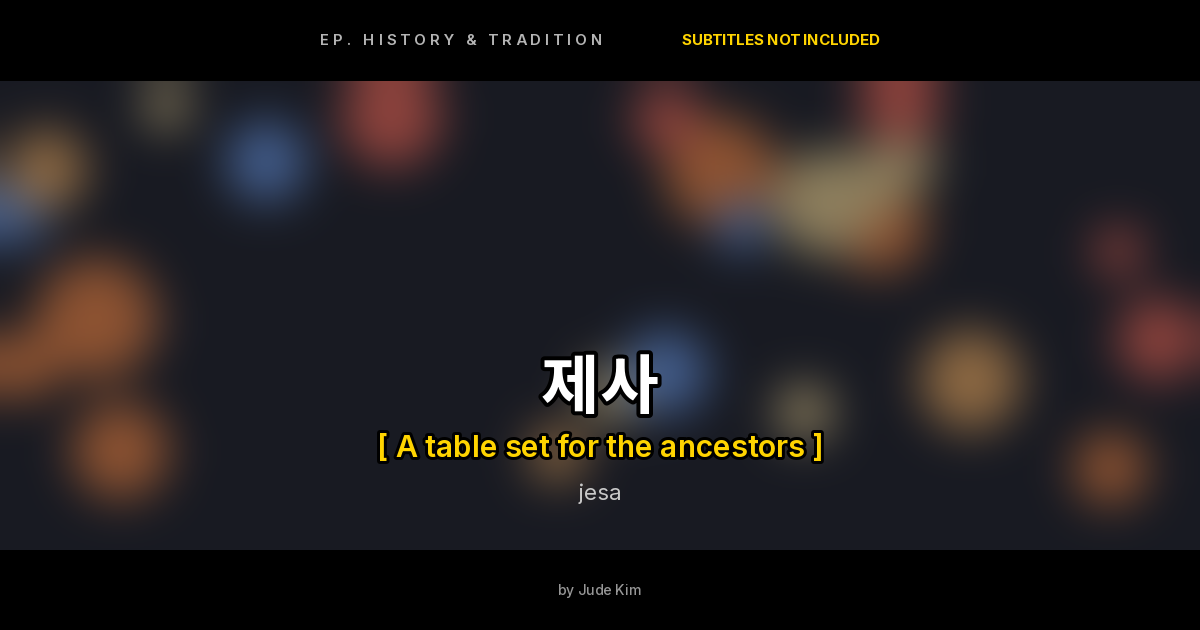 EP. HISTORY & TRADITION
SUBTITLES NOT INCLUDED
제사
[ A table set for the ancestors ]
jesa
by Jude Kim